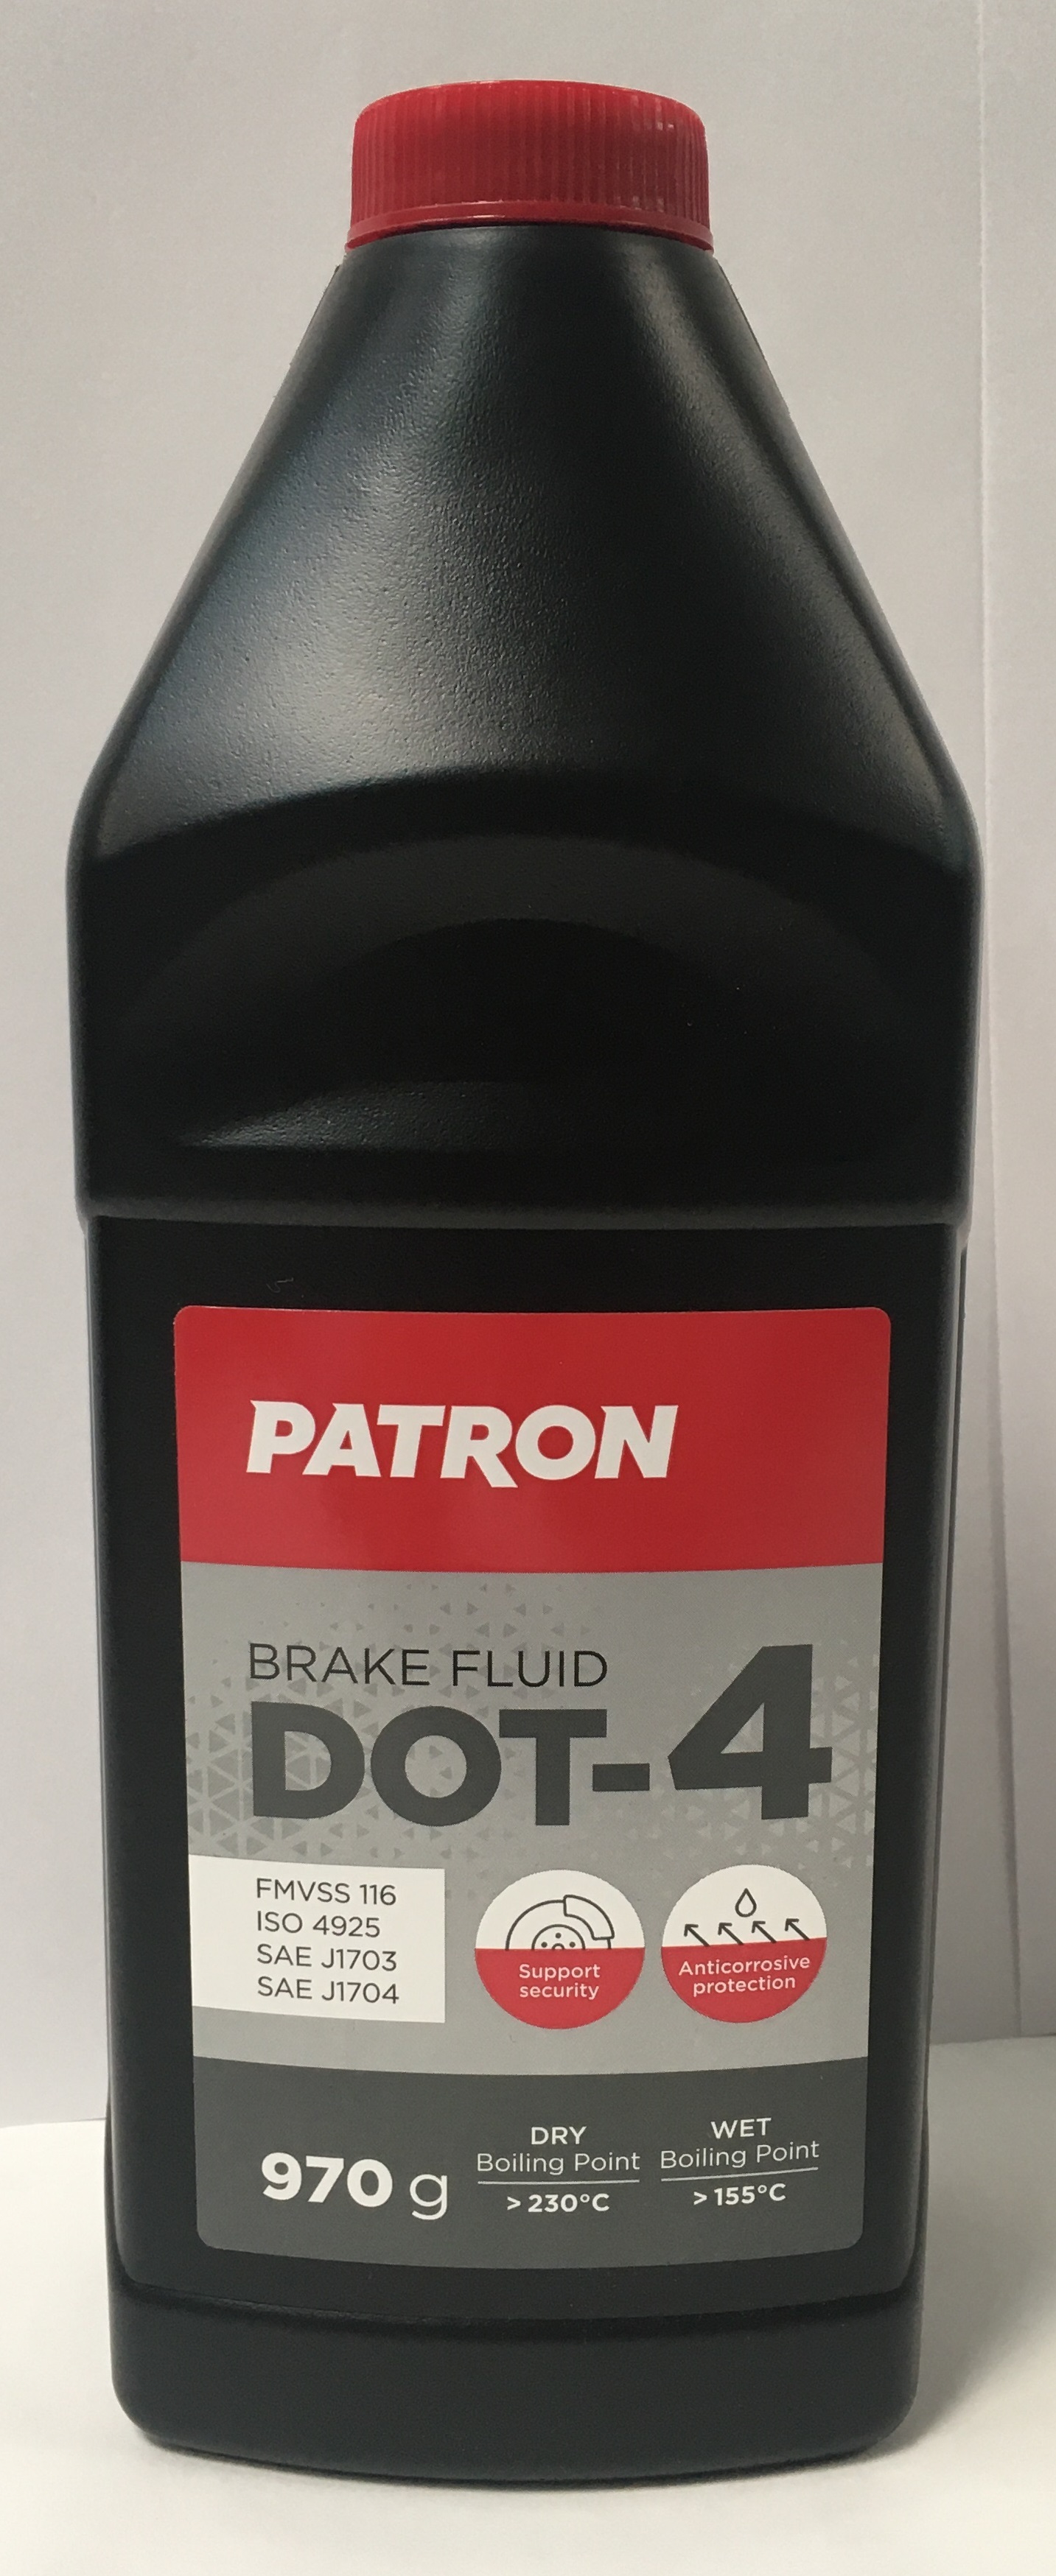 PATRON
BRAKE FLUID
DOT-4
FMVSS 116
ISO 4925
SAE J1703
SAE J1704
Support
security
Anticorrosive
protection
970 g
DRY
Boiling Point
> 230°C
WET
Boiling Point
> 155°C